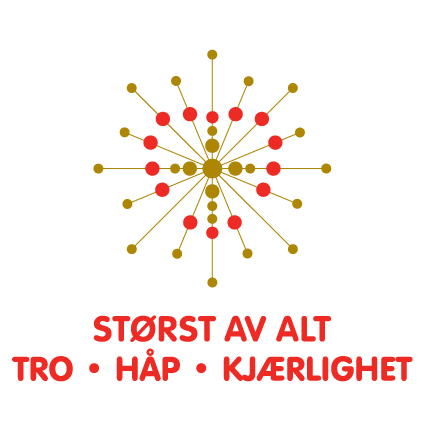 STØRST AV ALT
TRO • HÅP • KJÆRLIGHET